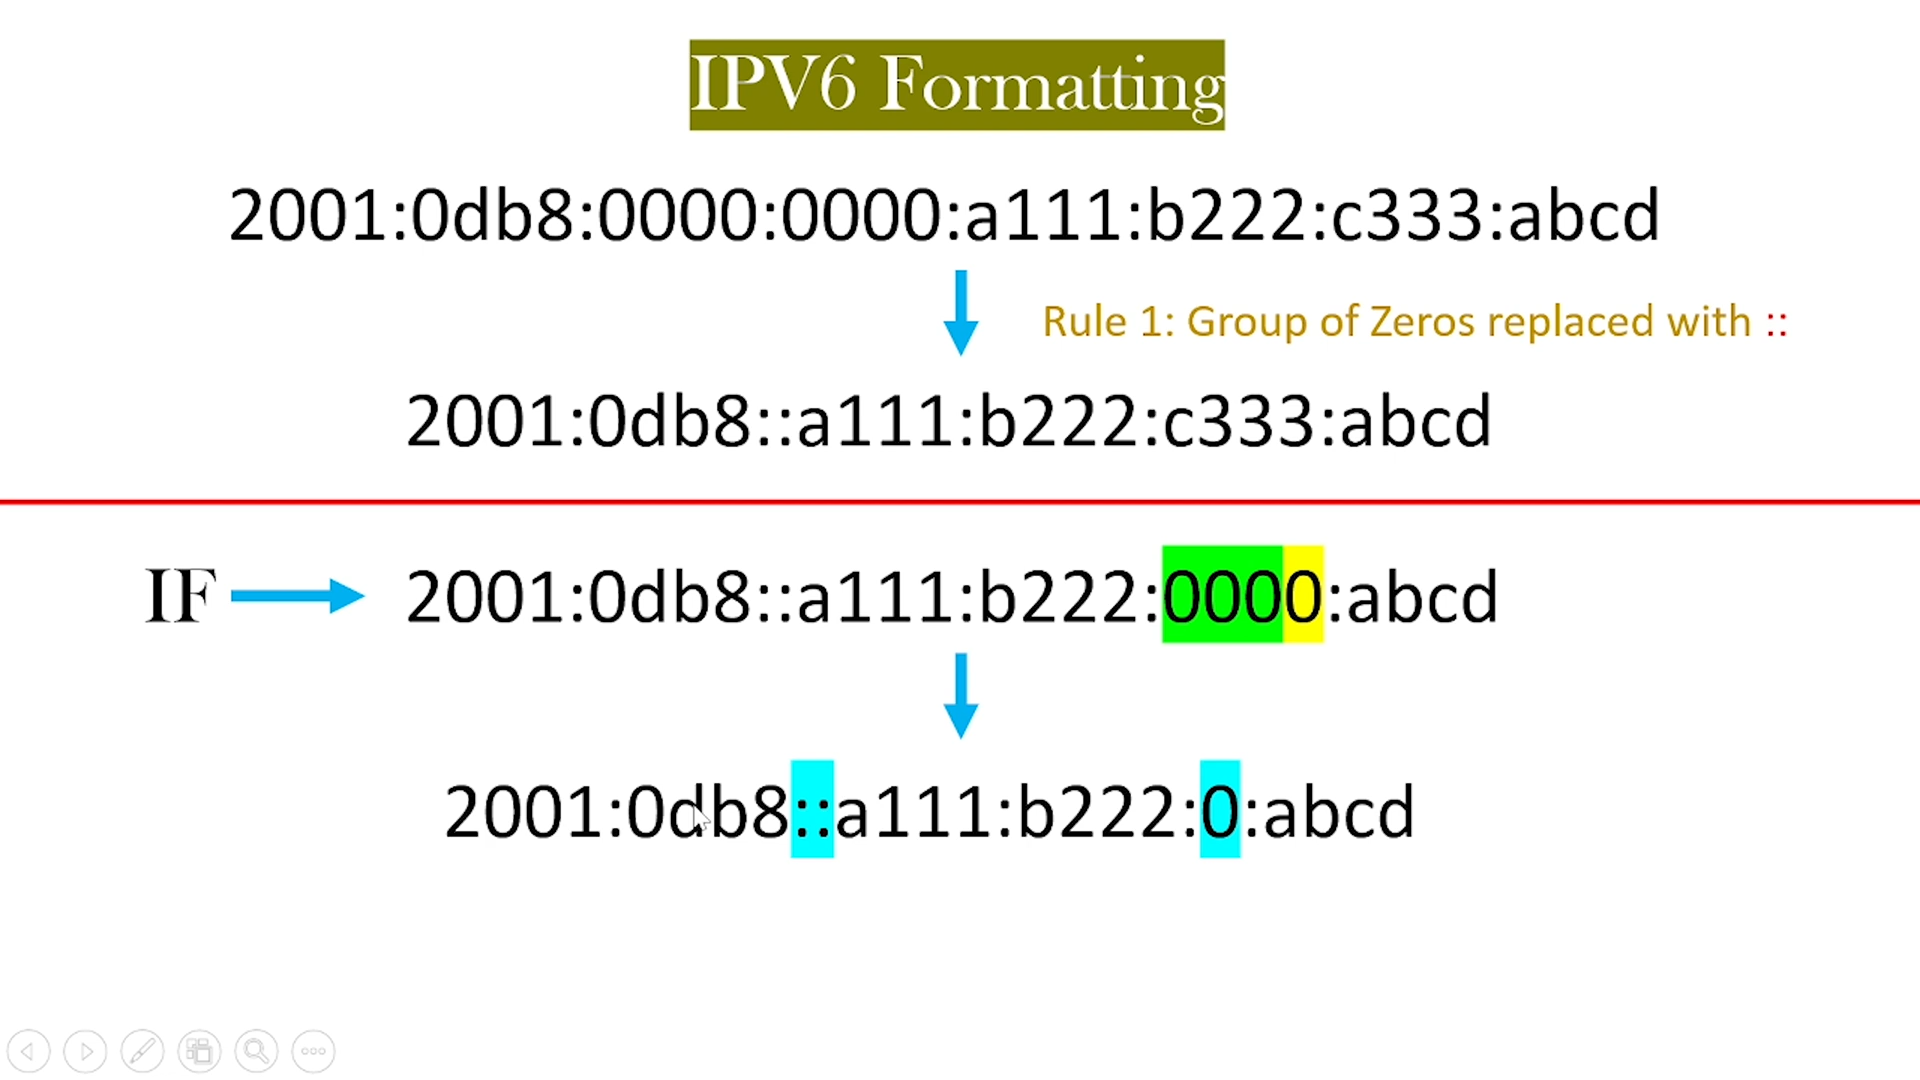 IPV6 Formatting
2001:0db8:0000:0000:a111:b222:c333:abcd
Rule 1: Group of Zeros replaced with ::
2001:0db8::a111:b222:c333:abcd
IF 2001:0db8::a111:b222:0000:abcd
2001:0db8::a111:b222:0:abcd